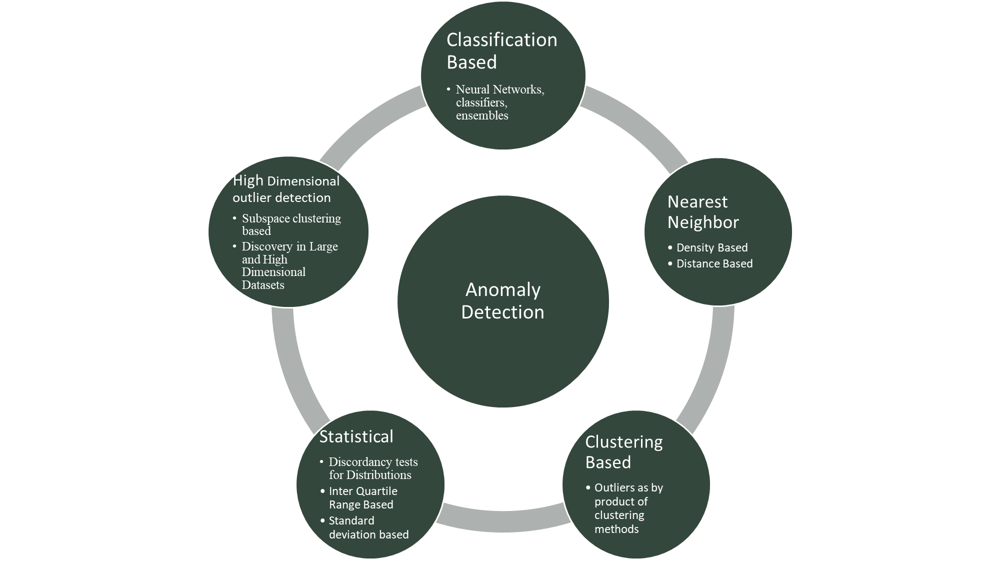 Classification
Based
• Neural Networks,
classifiers,
ensembles
Nearest
Neighbor
• Density Based
• Distance Based
Clustering
Based
• Outliers as by
product of
clustering
methods
Statistical
• Discordancy tests
for Distributions
• Inter Quartile
Range Based
• Standard
deviation based
High Dimensional
outlier detection
• Subspace clustering
based
• Discovery in Large
and High
Dimensional
Datasets
Anomaly
Detection